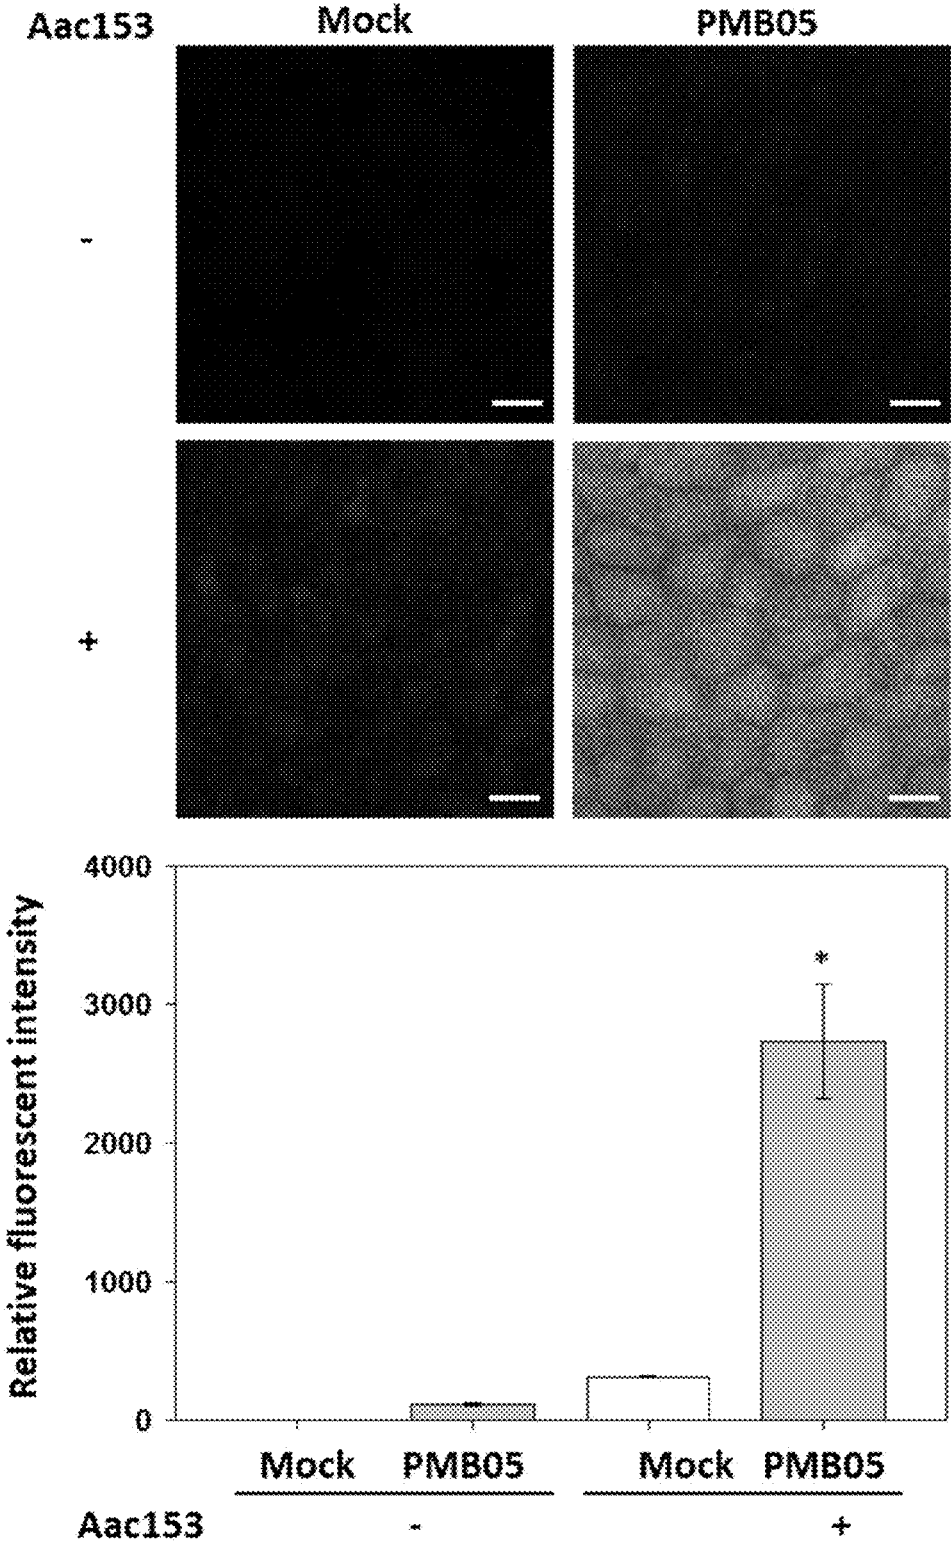 Aac153 Mock PMB05
-
+
4000
3000
2000
1000
0
Relative fluorescent intensity
*
Mock PMB05 Mock PMB05
Aac153 - +